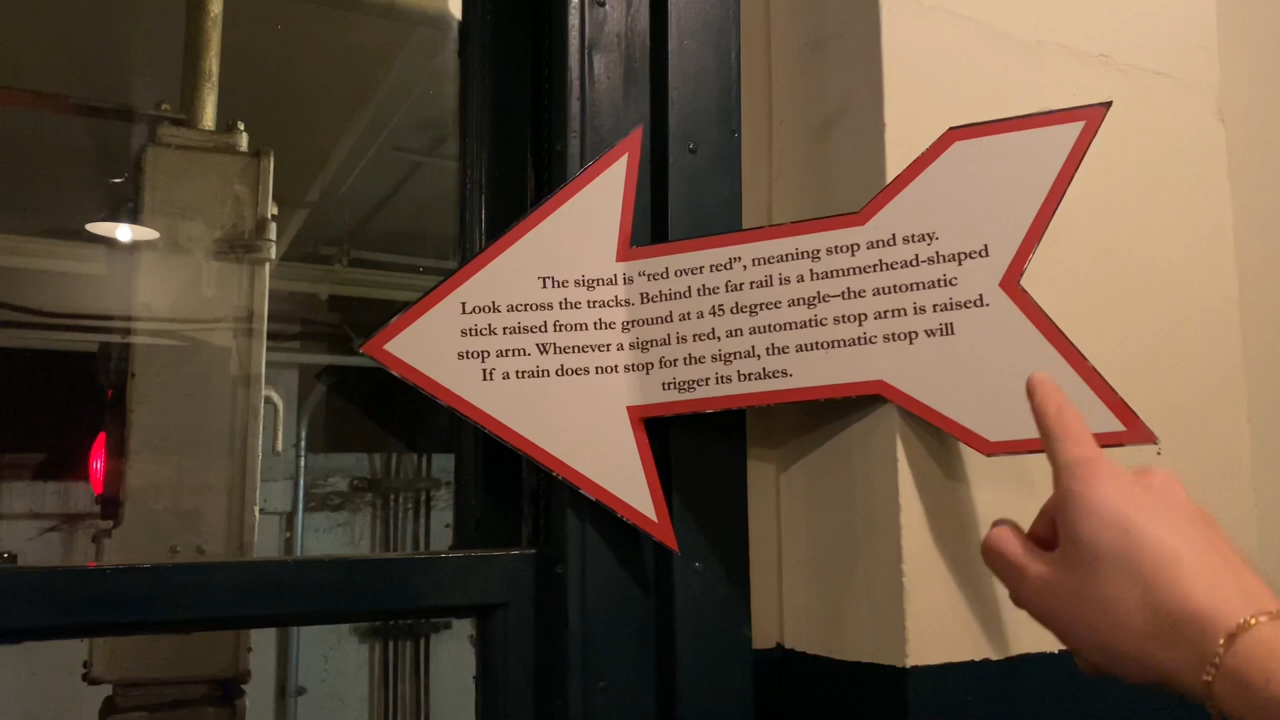 The signal is “red over red”, meaning stop and stay.
Look across the tracks. Behind the far rail is a hammerhead-shaped
stick raised from the ground at a 45 degree angle–the automatic
stop arm. Whenever a signal is red, an automatic stop arm is raised.
If a train does not stop for the signal, the automatic stop will
trigger its brakes.